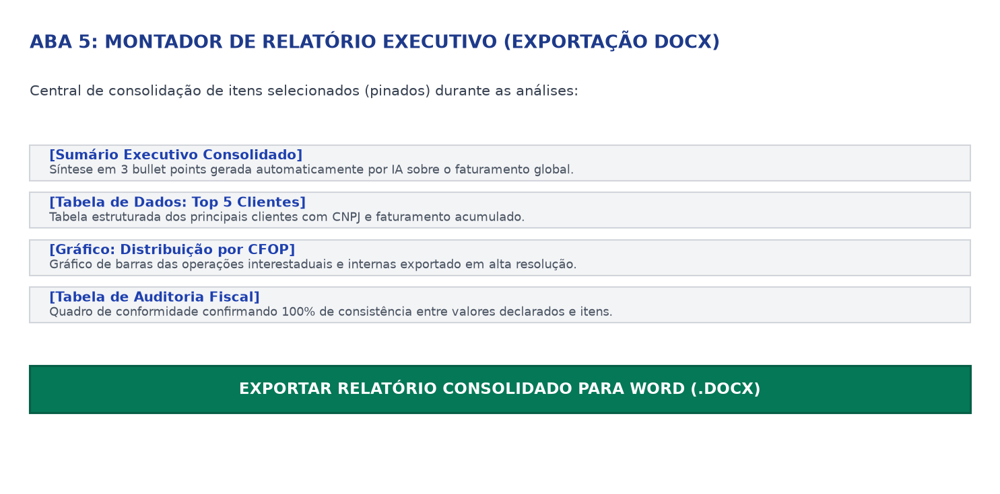 ABA 5: MONTADOR DE RELATÓRIO EXECUTIVO (EXPORTAÇÃO DOCX)
Central de consolidação de itens selecionados (pinados) durante as análises:
[Sumário Executivo Consolidado]
Síntese em 3 bullet points gerada automaticamente por IA sobre o faturamento global.
[Tabela de Dados: Top 5 Clientes]
Tabela estruturada dos principais clientes com CNPJ e faturamento acumulado.
[Gráfico: Distribuição por CFOP]
Gráfico de barras das operações interestaduais e internas exportado em alta resolução.
[Tabela de Auditoria Fiscal]
Quadro de conformidade confirmando 100% de consistência entre valores declarados e itens.
EXPORTAR RELATÓRIO CONSOLIDADO PARA WORD (.DOCX)